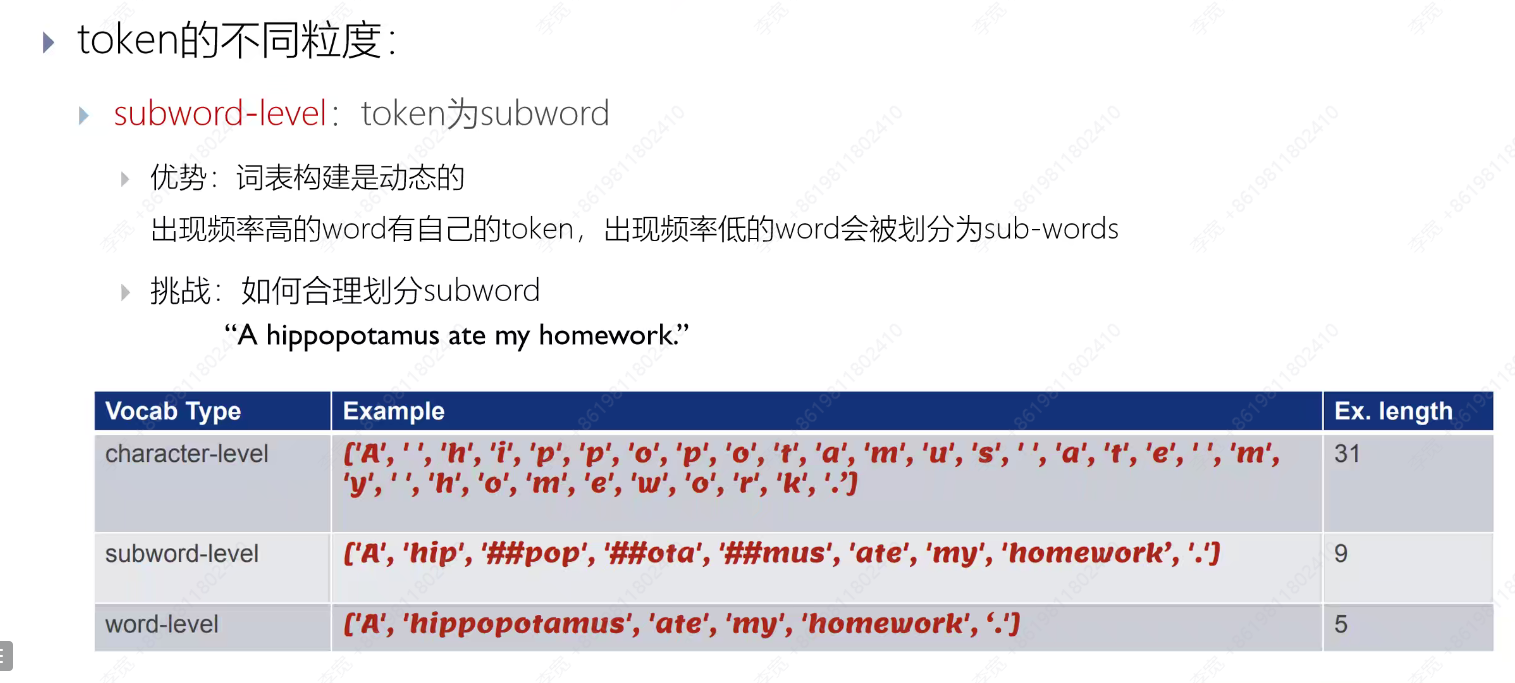 token的不同粒度：
subword-level：token为subword
优势：词表构建是动态的
出现频率高的word有自己的token，出现频率低的word会被划分为sub-words
挑战：如何合理划分subword
“A hippopotamus ate my homework.”
Vocab Type Example Ex. length
character-level ['A', ' ', 'h', 'i', 'p', 'p', 'o', 'p', 'o', 't', 'a', 'm', 'u', 's', ' ', 'a', 't', 'e', ' ', 'm', 31
'y', ' ', 'h', 'o', 'm', 'e', 'w', 'o', 'r', 'k', '.’]
subword-level ['A', 'hip', '##pop', '##ota', '##mus', 'ate', 'my', 'homework’, '.'] 9
word-level ['A', 'hippopotamus', 'ate', 'my', 'homework', ‘.'] 5
李宽 +8619811802410